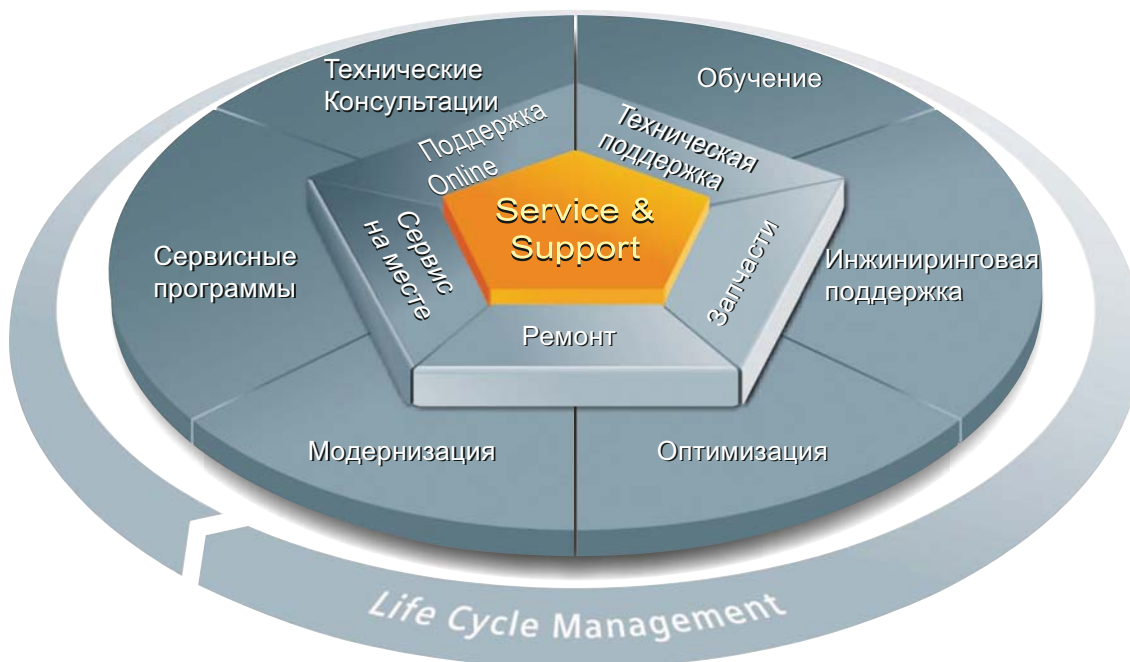 Технические
Консультации
Обучение
Поддержка
Online
Техническая
поддержка
Service &
Support
Сервис
на месте
Запчасти
Сервисные
программы
Инжиниринговая
поддержка
Ремонт
Модернизация
Оптимизация
Life Cycle Management